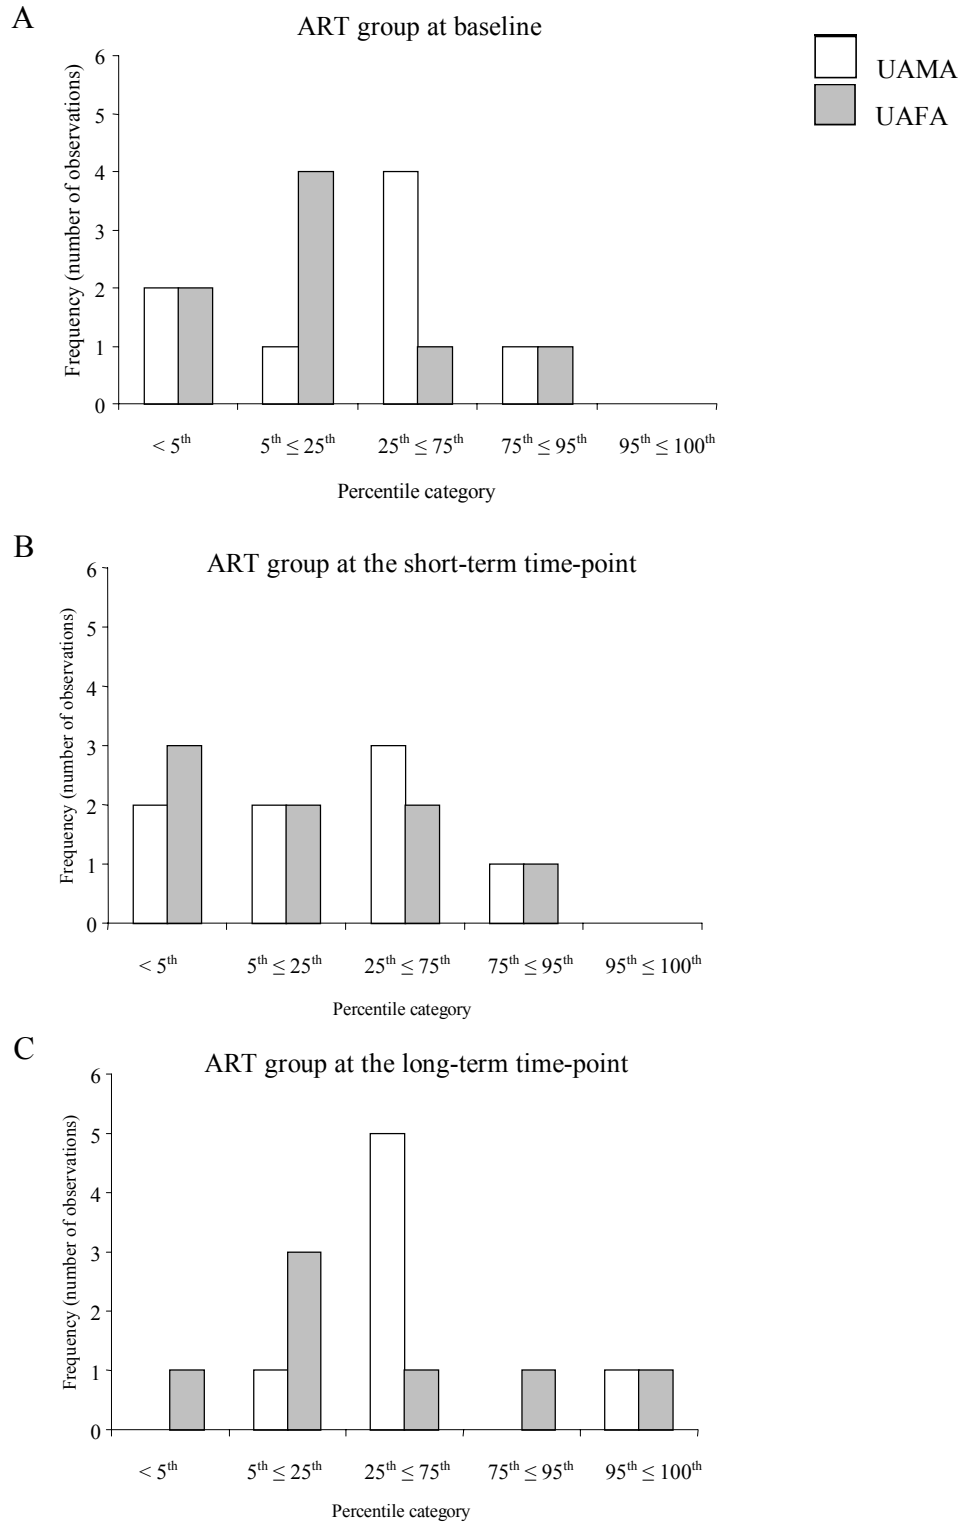 A
ART group at baseline
UAMA
UAFA
Frequency (number of observations)
6
5
4
3
2
1
0
< 5th 5th ≤ 25th 25th ≤ 75th 75th ≤ 95th 95th ≤ 100th
Percentile category
B
ART group at the short-term time-point
Frequency (number of observations)
6
5
4
3
2
1
0
< 5th 5th ≤ 25th 25th ≤ 75th 75th ≤ 95th 95th ≤ 100th
Percentile category
C
ART group at the long-term time-point
Frequency (number of observations)
6
5
4
3
2
1
0
< 5th 5th ≤ 25th 25th ≤ 75th 75th ≤ 95th 95th ≤ 100th
Percentile category